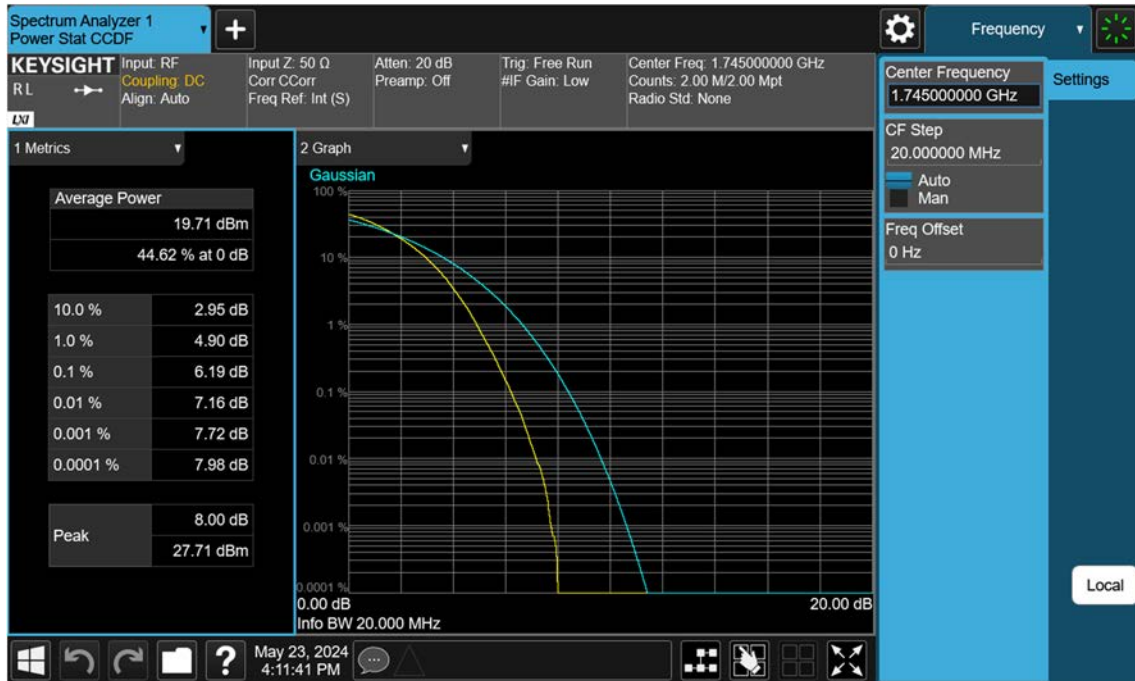 Spectrum Analyzer 1
Power Stat CCDF
+
Frequency
KEYSIGHT
R L
LXI
Input: RF
Coupling: DC
Align: Auto
Input Z: 50 Ω
Corr CCorr
Freq Ref: Int (S)
Atten: 20 dB
Preamp: Off
Trig: Free Run
#IF Gain: Low
Center Freq: 1.745000000 GHz
Counts: 2.00 M/2.00 Mpt
Radio Std: None
Center Frequency
1.745000000 GHz
Settings
CF Step
20.000000 MHz
Auto
Man
Freq Offset
0 Hz
Local
1 Metrics
Average Power
19.71 dBm
44.62 % at 0 dB
10.0 % 2.95 dB
1.0 % 4.90 dB
0.1 % 6.19 dB
0.01 % 7.16 dB
0.001 % 7.72 dB
0.0001 % 7.98 dB
Peak
8.00 dB
27.71 dBm
2 Graph
Gaussian
100 %
10 %
1 %
0.1 %
0.01 %
0.001 %
0.0001 %
0.00 dB 20.00 dB
Info BW 20.000 MHz
?
May 23, 2024
4:11:41 PM